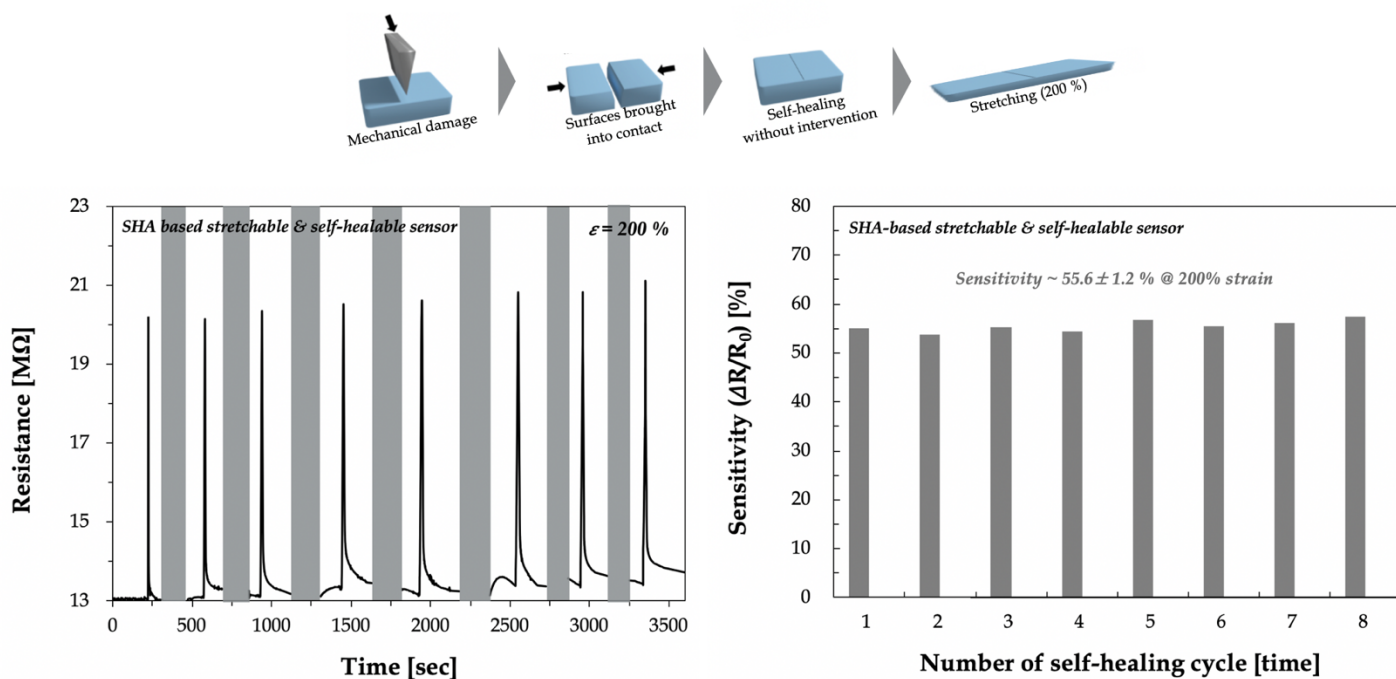 Mechanical damage
Surfaces brought
into contact
Self-healing
without intervention
Stretching (200 %)
SHA based stretchable & self-healable sensor
ε = 200 %
Resistance [MΩ]
23
21
19
17
15
13
0
500
1000
1500
2000
2500
3000
3500
Time [sec]
SHA-based stretchable & self-healable sensor
Sensitivity ~ 55.6 ± 1.2 % @ 200% strain
Sensitivity (ΔR/R0) [%]
80
70
60
50
40
30
20
10
0
1
2
3
4
5
6
7
8
Number of self-healing cycle [time]